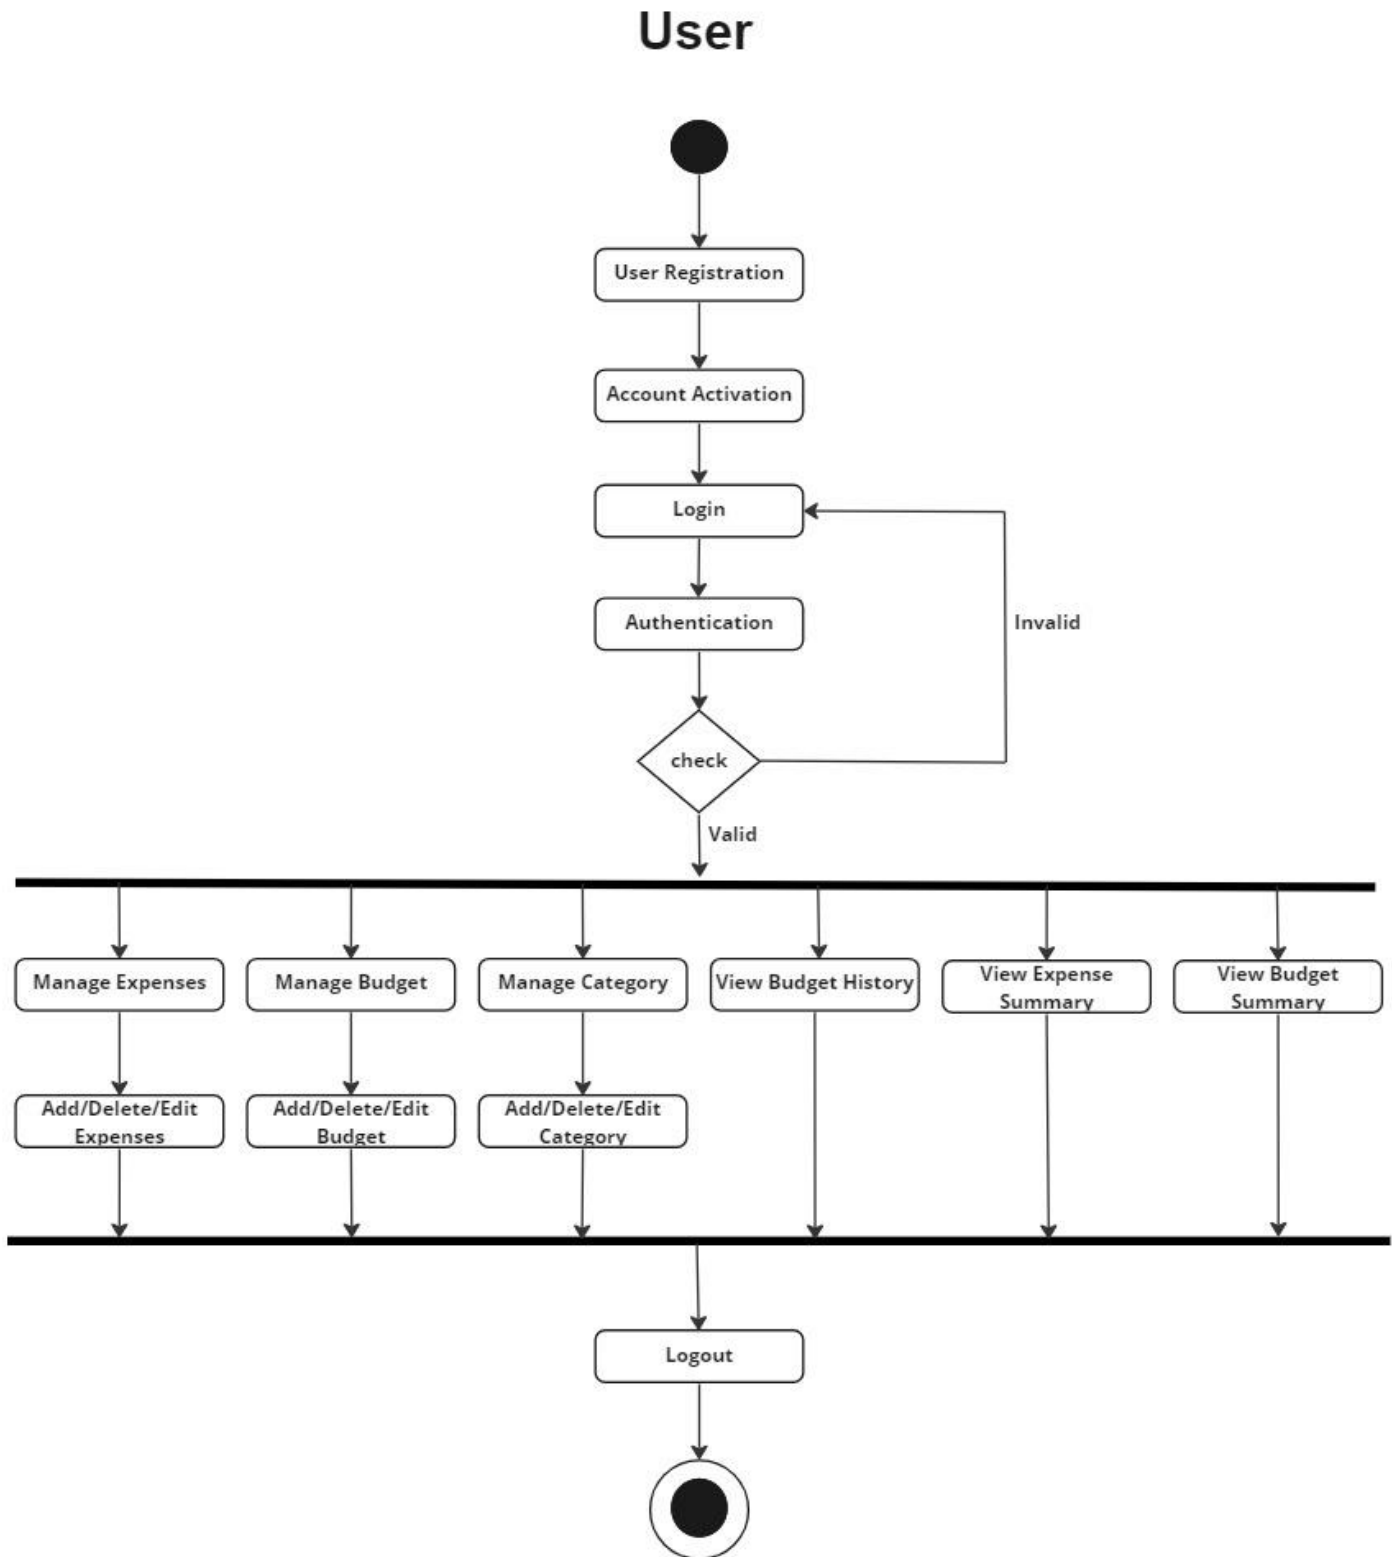 User
User Registration
Account Activation
Login
Authentication
Invalid
check
Valid
Manage Expenses
Manage Budget
Manage Category
View Budget History
View Expense
Summary
View Budget
Summary
Add/Delete/Edit
Expenses
Add/Delete/Edit
Budget
Add/Delete/Edit
Category
Logout